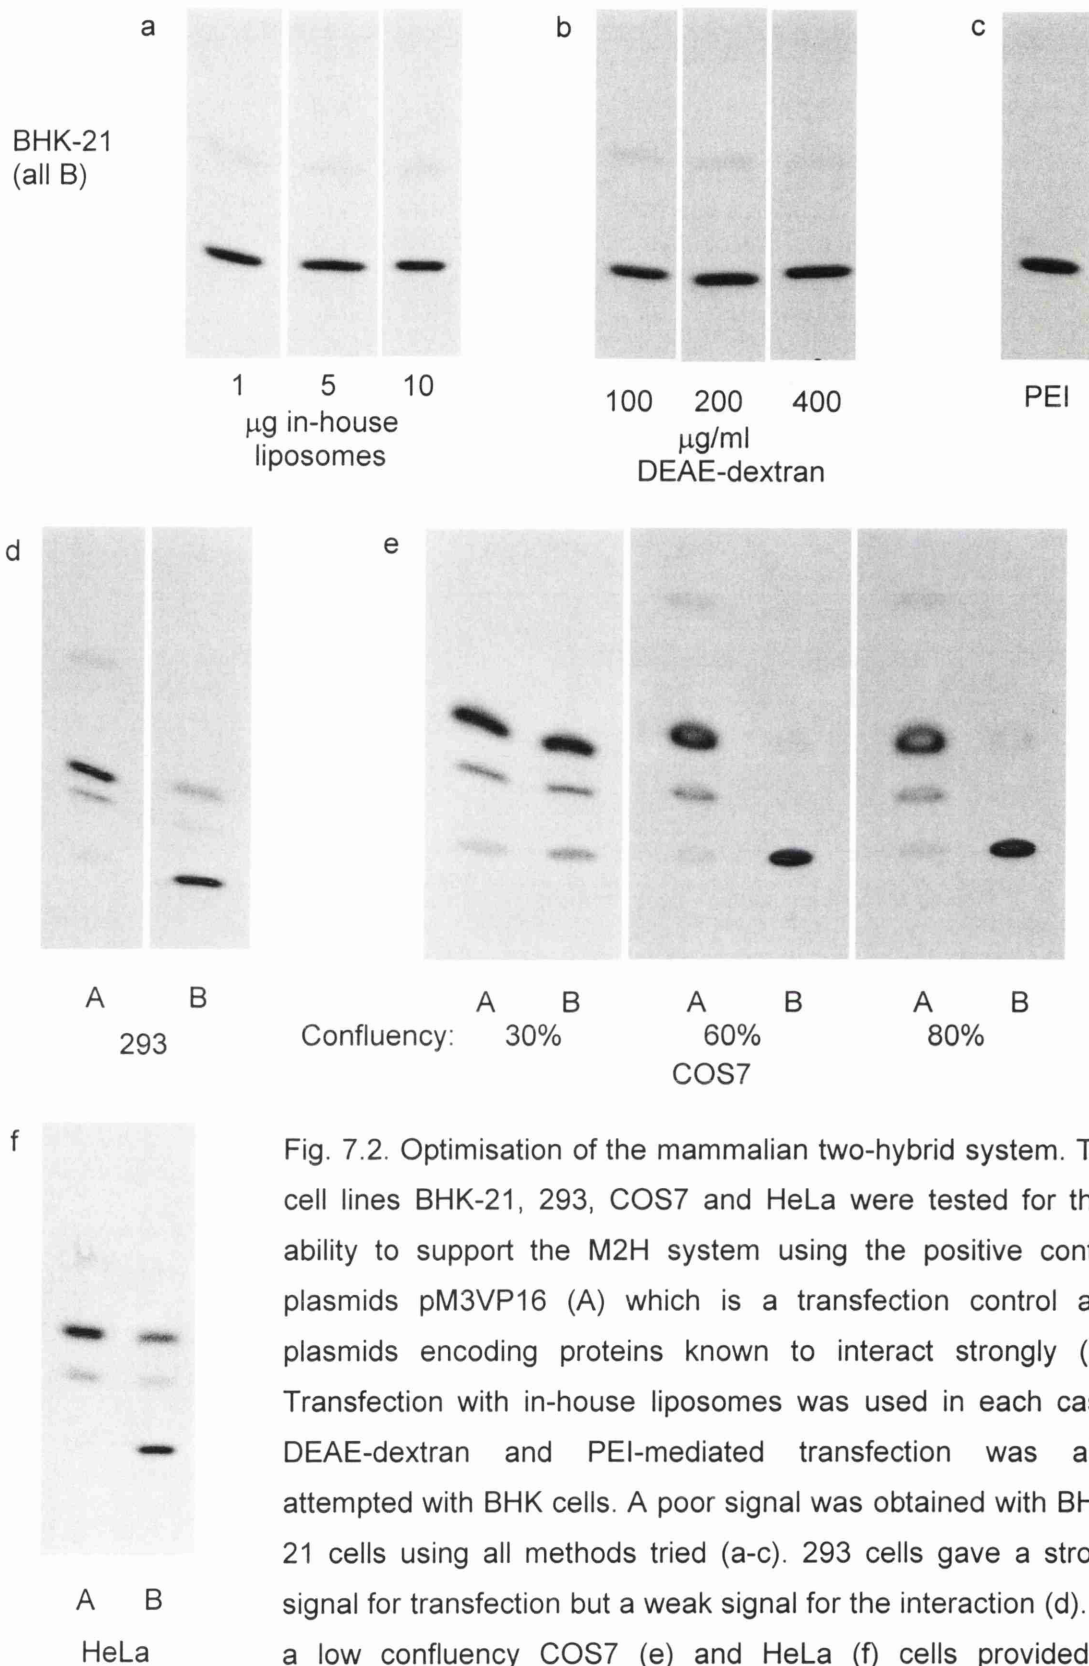 a
b
c
BHK-21
(all B)
1 5 10
µg in-house
liposomes
100 200 400
µg/ml
DEAE-dextran
PEI
d
e
A B
293
A B A B A B
Confluency: 30% 60% 80%
COS7
f
A B
HeLa
Fig. 7.2. Optimisation of the mammalian two-hybrid system. T
cell lines BHK-21, 293, COS7 and HeLa were tested for th
ability to support the M2H system using the positive cont
plasmids pM3VP16 (A) which is a transfection control a
plasmids encoding proteins known to interact strongly (
Transfection with in-house liposomes was used in each cas
DEAE-dextran and PEI-mediated transfection was a
attempted with BHK cells. A poor signal was obtained with BH
21 cells using all methods tried (a-c). 293 cells gave a stro
signal for transfection but a weak signal for the interaction (d).
a low confluency COS7 (e) and HeLa (f) cells provided